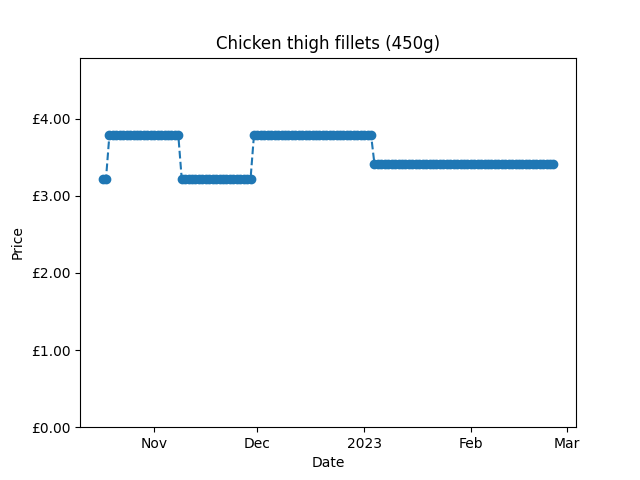 Chicken thigh fillets (450g)
£4.00
£3.00
£2.00
£1.00
£0.00
Price
Nov Dec 2023 Feb Mar
Date